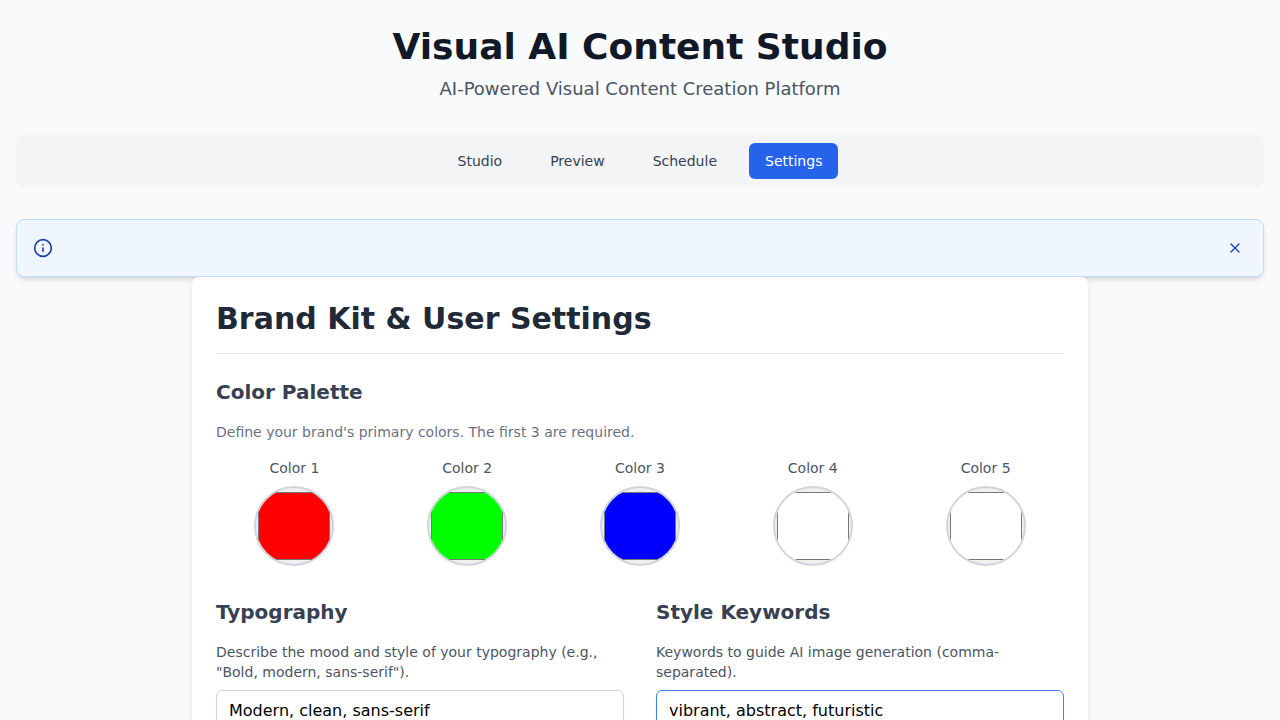 Visual AI Content Studio
AI-Powered Visual Content Creation Platform
Studio
Preview
Schedule
Settings
Brand Kit & User Settings
Color Palette
Define your brand's primary colors. The first 3 are required.
Color 1
Color 2
Color 3
Color 4
Color 5
Typography
Describe the mood and style of your typography (e.g.,
"Bold, modern, sans-serif").
Modern, clean, sans-serif
Style Keywords
Keywords to guide AI image generation (comma-
separated).
vibrant, abstract, futuristic